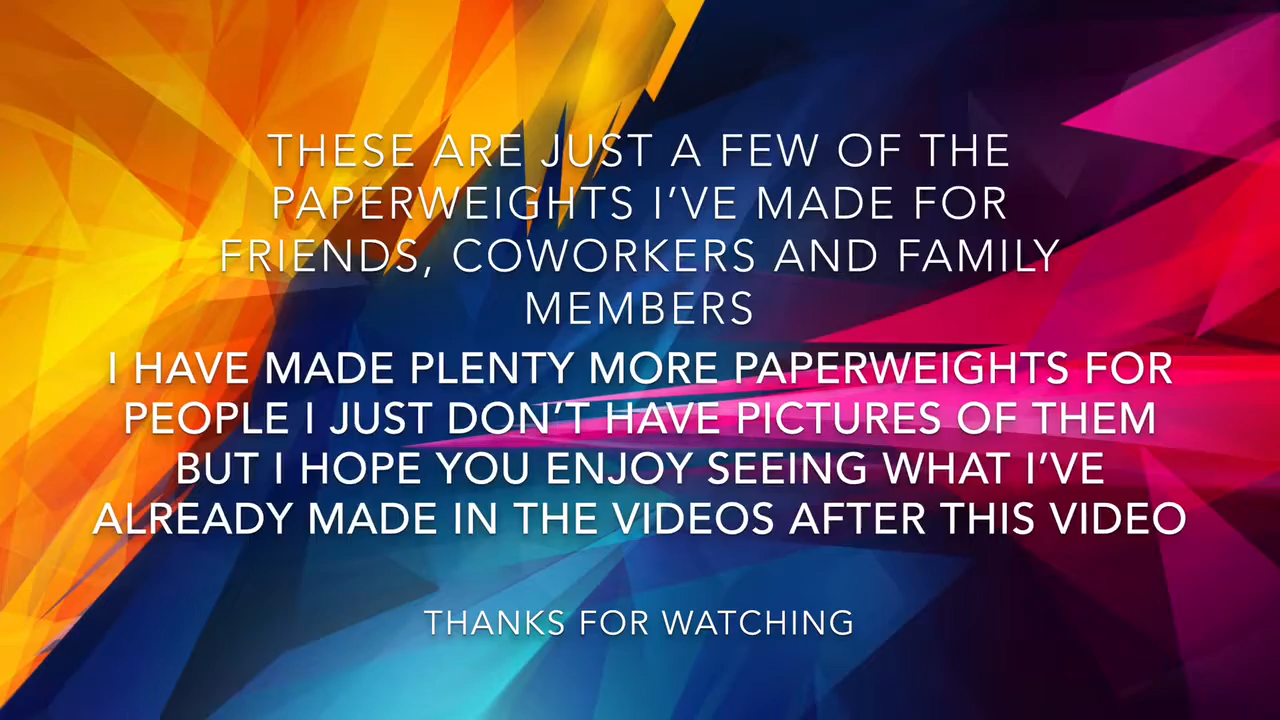 THESE ARE JUST A FEW OF THE
PAPERWEIGHTS I’VE MADE FOR
FRIENDS, COWORKERS AND FAMILY
MEMBERS
I HAVE MADE PLENTY MORE PAPERWEIGHTS FOR
PEOPLE I JUST DON’T HAVE PICTURES OF THEM
BUT I HOPE YOU ENJOY SEEING WHAT I’VE
ALREADY MADE IN THE VIDEOS AFTER THIS VIDEO
THANKS FOR WATCHING